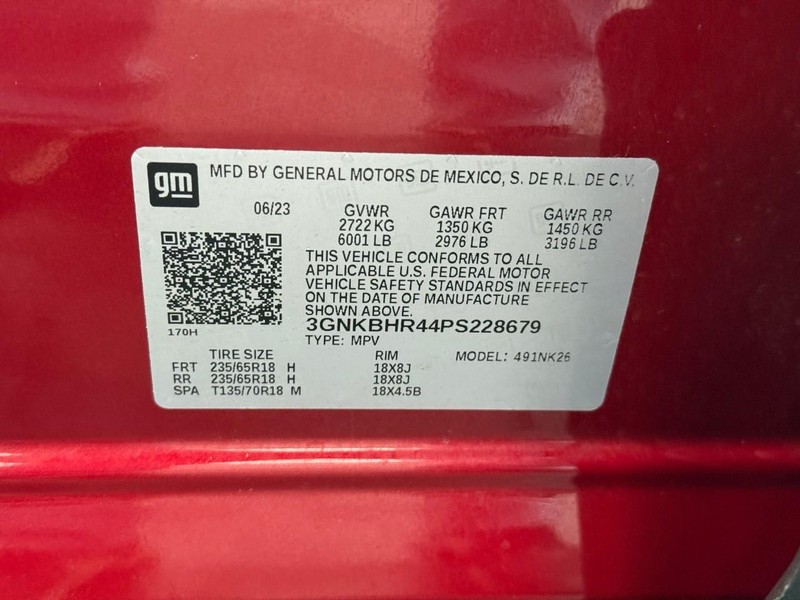 gm
MFD BY GENERAL MOTORS DE MEXICO, S. DE R.L. DE C.V.
06/23 GVWR GAWR FRT GAWR RR
2722 KG 1350 KG 1450 KG
6001 LB 2976 LB 3196 LB
THIS VEHICLE CONFORMS TO ALL
APPLICABLE U.S. FEDERAL MOTOR
VEHICLE SAFETY STANDARDS IN EFFECT
ON THE DATE OF MANUFACTURE
SHOWN ABOVE.
170H
3GNKBHR44PS228679
TYPE: MPV MODEL: 491NK26
TIRE SIZE RIM
FRT 235/65R18 H 18X8J
RR 235/65R18 H 18X8J
SPA T135/70R18 M 18X4.5B